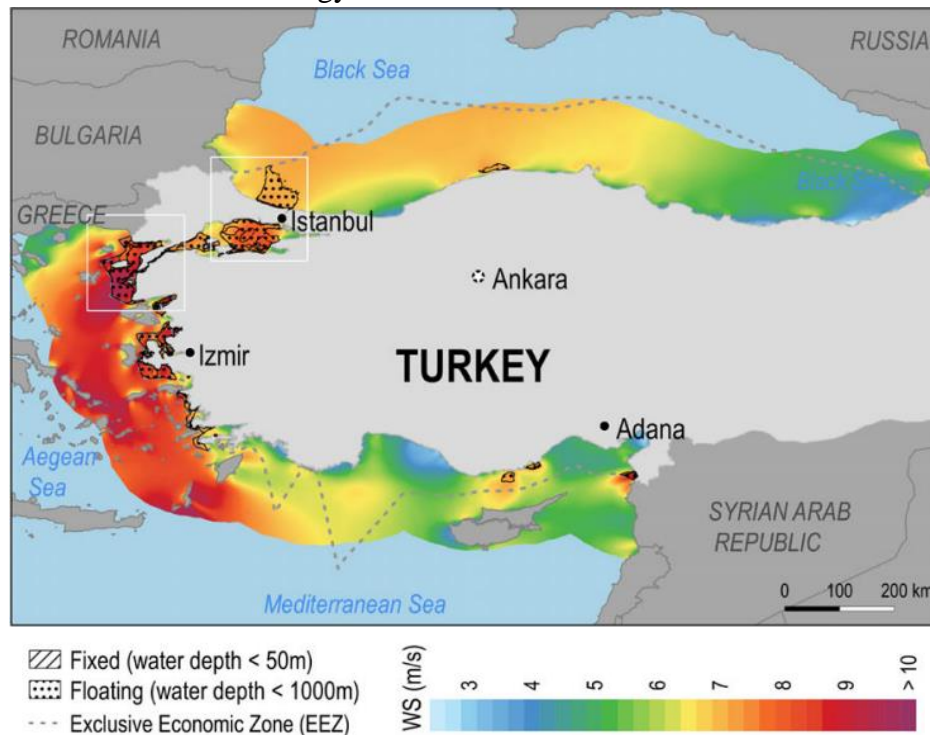 ROMANIA
RUSSIA
Black Sea
BULGARIA
Black Sea
GREECE
Istanbul
Ankara
Izmir
TURKEY
Adana
Aegean
Sea
SYRIAN ARAB
REPUBLIC
0 100 200 km
Mediterranean Sea
Fixed (water depth < 50m)
Floating (water depth < 1000m)
Exclusive Economic Zone (EEZ)
WS (m/s)
3 4 5 6 7 8 9 > 10